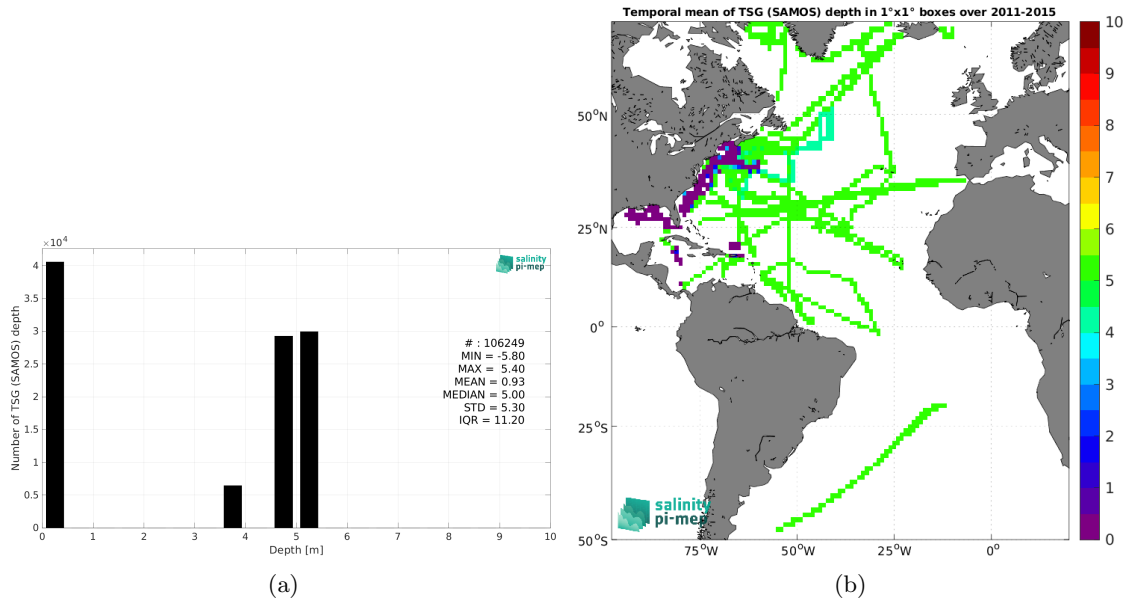 Temporal mean of TSG (SAMOS) depth in 1°x1° boxes over 2011-2015
×10⁴
4
3.5
3
2.5
2
1.5
1
0.5
0
Number of TSG (SAMOS) depth
salinity
pi-mep
# : 106249
MIN = -5.80
MAX = 5.40
MEAN = 0.93
MEDIAN = 5.00
STD = 5.30
IQR = 11.20
0 1 2 3 4 5 6 7 8 9 10
Depth [m]
(a)
50°N
25°N
0°
25°S
50°S
75°W 50°W 25°W 0°
salinity
pi-mep
10
9
8
7
6
5
4
3
2
1
0
(b)